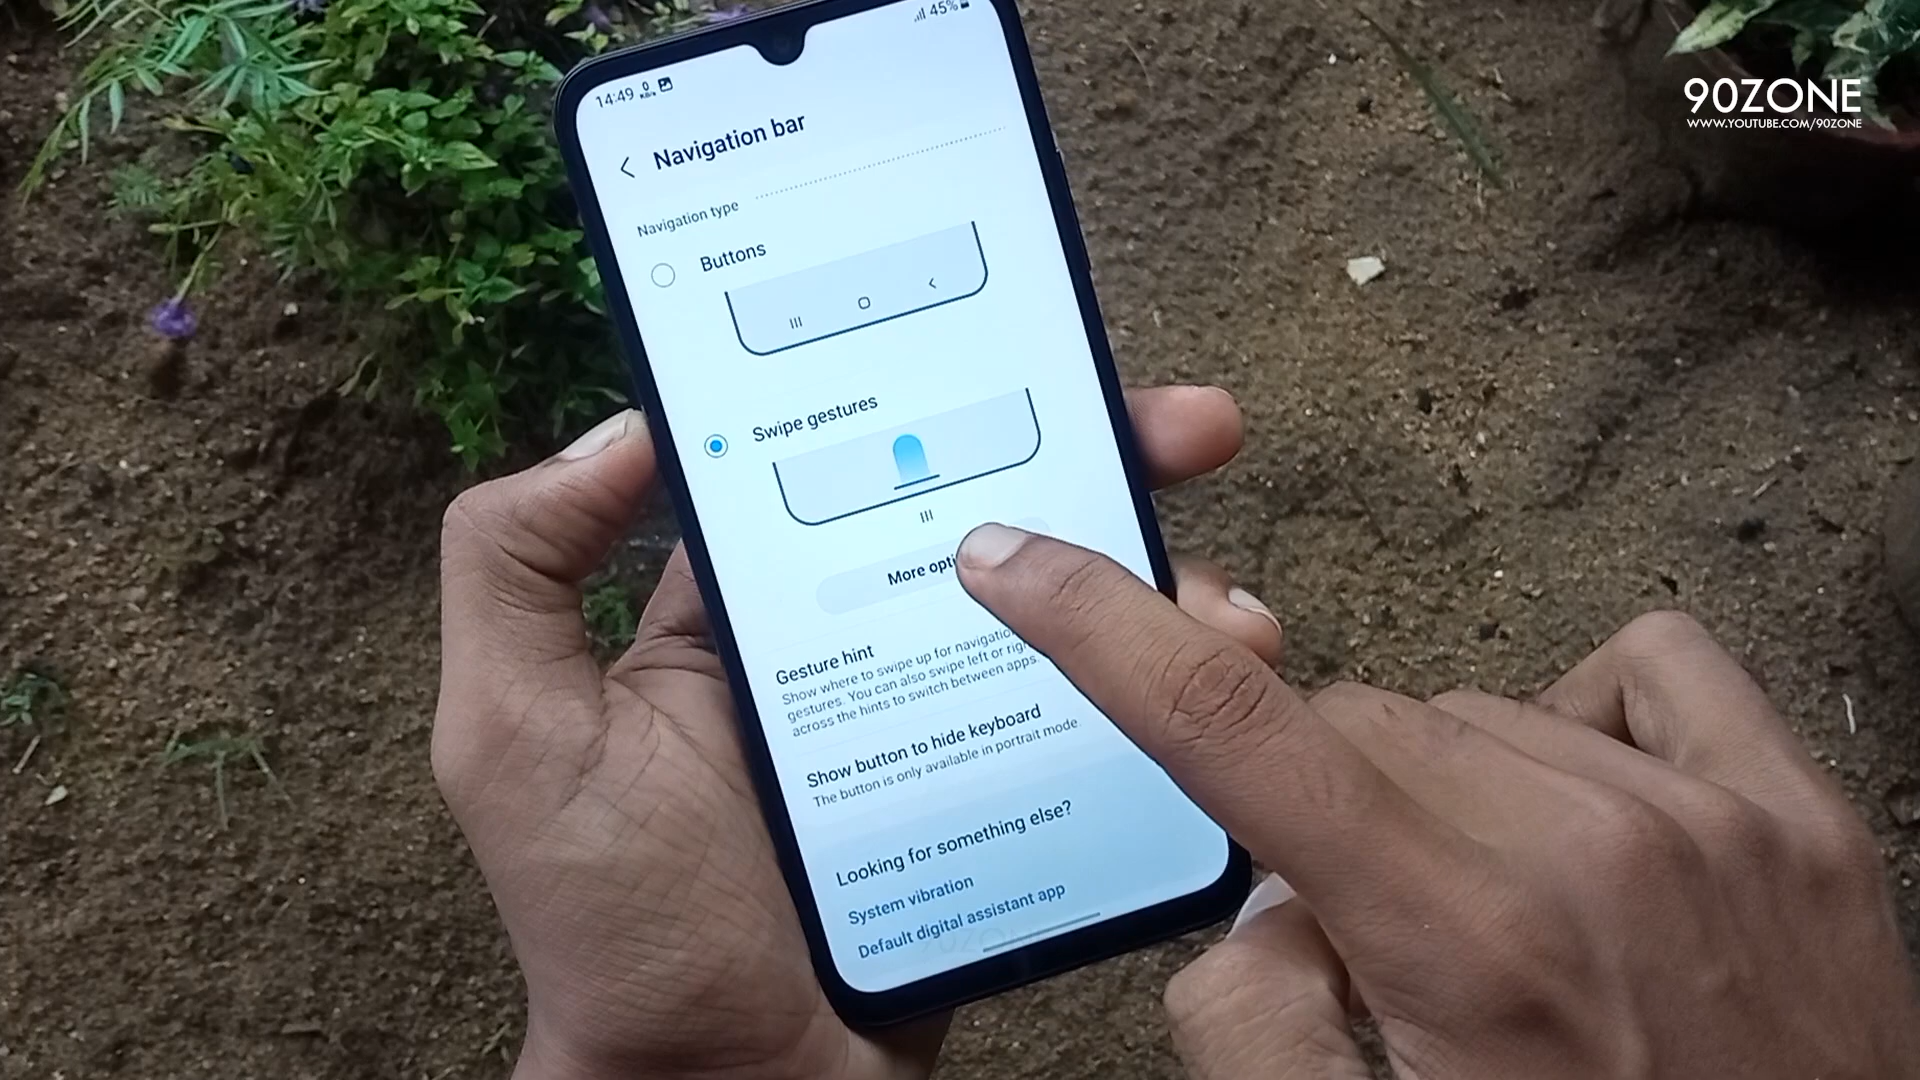 90ZONE
WWW.YOUTUBE.COM/90ZONE
14:49 0 KB/s
45%
Navigation bar
Navigation type
Buttons
Swipe gestures
More opti
Gesture hint
Show where to swipe up for navigatio
gestures. You can also swipe left or rig
across the hints to switch between apps.
Show button to hide keyboard
The button is only available in portrait mode.
Looking for something else?
System vibration
Default digital assistant app